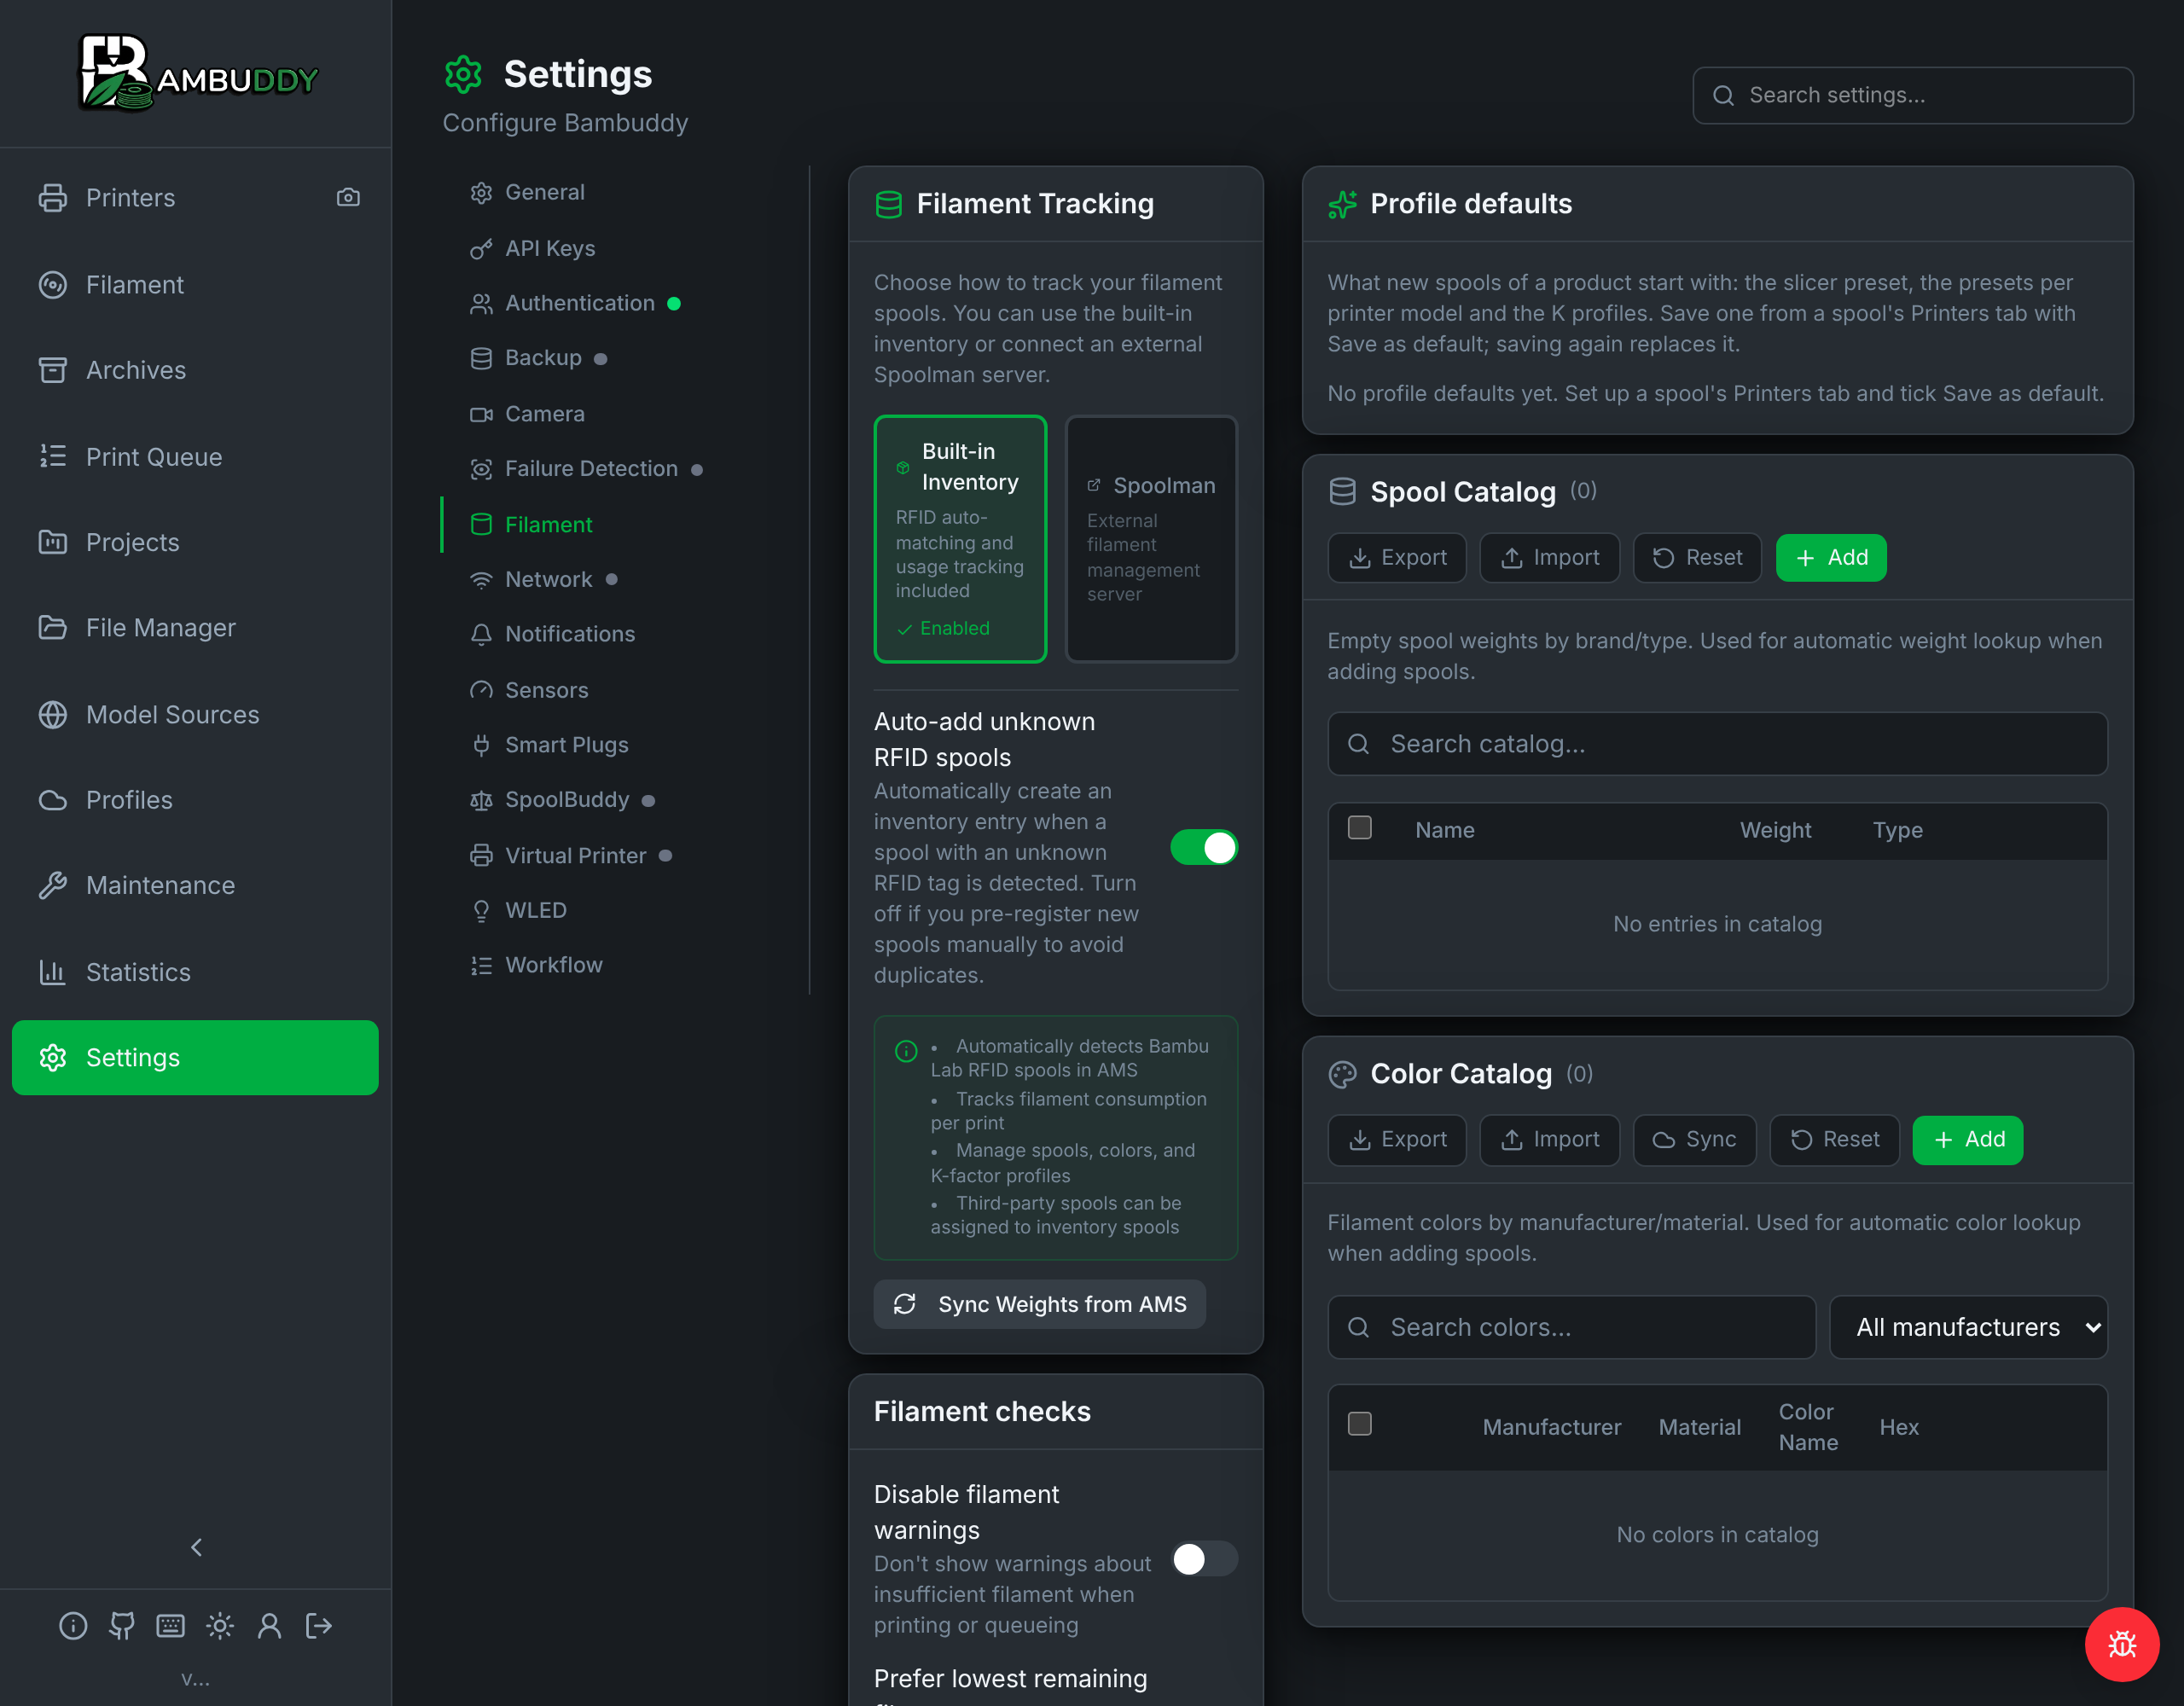 BAMBUDDY
Printers
Filament
Archives
Print Queue
Projects
File Manager
Model Sources
Profiles
Maintenance
Statistics
Settings
v...
Settings
Configure Bambuddy
Search settings...
General
API Keys
Authentication
Backup
Camera
Failure Detection
Filament
Network
Notifications
Sensors
Smart Plugs
SpoolBuddy
Virtual Printer
WLED
Workflow
Filament Tracking
Choose how to track your filament
spools. You can use the built-in
inventory or connect an external
Spoolman server.
Built-in
Inventory
RFID auto-
matching and
usage tracking
included
Enabled
Spoolman
External
filament
management
server
Auto-add unknown
RFID spools
Automatically create an
inventory entry when a
spool with an unknown
RFID tag is detected. Turn
off if you pre-register new
spools manually to avoid
duplicates.
• Automatically detects Bambu
Lab RFID spools in AMS
• Tracks filament consumption
per print
• Manage spools, colors, and
K-factor profiles
• Third-party spools can be
assigned to inventory spools
Sync Weights from AMS
Filament checks
Disable filament
warnings
Don't show warnings about
insufficient filament when
printing or queueing
Prefer lowest remaining
Profile defaults
What new spools of a product start with: the slicer preset, the presets per
printer model and the K profiles. Save one from a spool's Printers tab with
Save as default; saving again replaces it.
No profile defaults yet. Set up a spool's Printers tab and tick Save as default.
Spool Catalog (0)
Export Import Reset Add
Empty spool weights by brand/type. Used for automatic weight lookup when
adding spools.
Search catalog...
Name Weight Type
No entries in catalog
Color Catalog (0)
Export Import Sync Reset Add
Filament colors by manufacturer/material. Used for automatic color lookup
when adding spools.
Search colors... All manufacturers
Manufacturer Material Color Name Hex
No colors in catalog